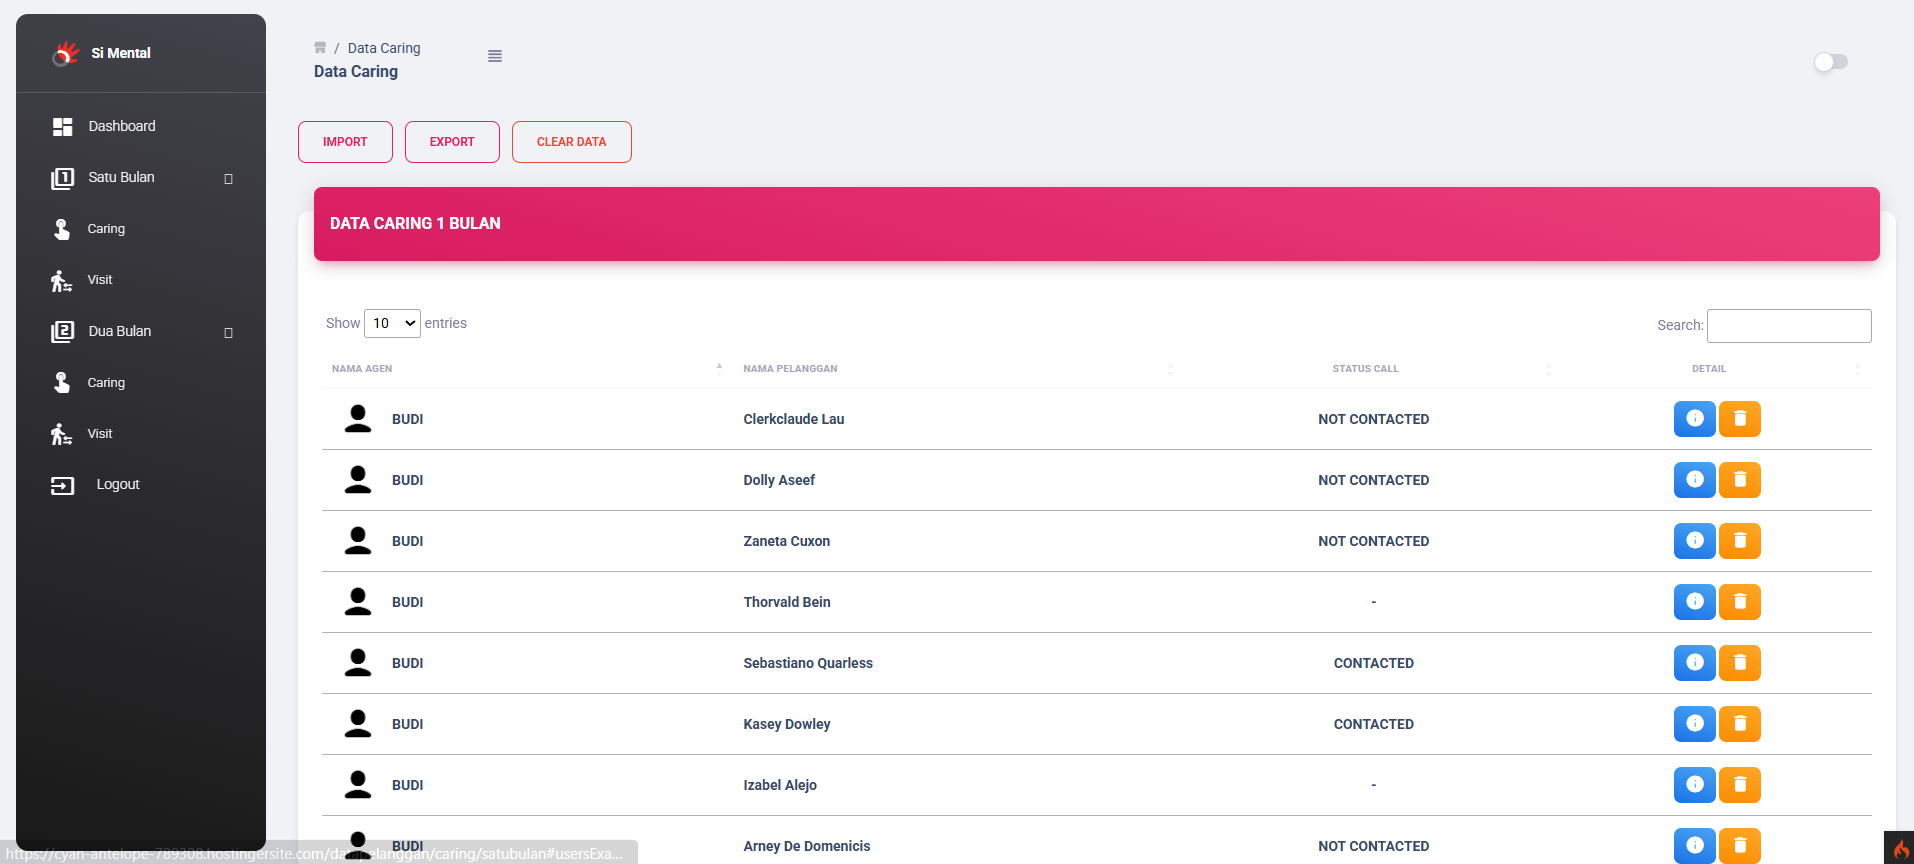 Si Mental
Dashboard
Satu Bulan
Caring
Visit
Dua Bulan
Caring
Visit
Logout
/ Data Caring
Data Caring
IMPORT EXPORT CLEAR DATA
DATA CARING 1 BULAN
Show 10 entries
Search:
NAMA AGEN NAMA PELANGGAN STATUS CALL DETAIL
BUDI Clerkclaude Lau NOT CONTACTED
BUDI Dolly Aseef NOT CONTACTED
BUDI Zaneta Cuxon NOT CONTACTED
BUDI Thorvald Bein -
BUDI Sebastiano Quarless CONTACTED
BUDI Kasey Dowley CONTACTED
BUDI Izabel Alejo -
BUDI Arney De Domenicis NOT CONTACTED
https://cyan-antelope-789308.hostingersite.com/datapelanggan/caring/satubulan#usersExa...